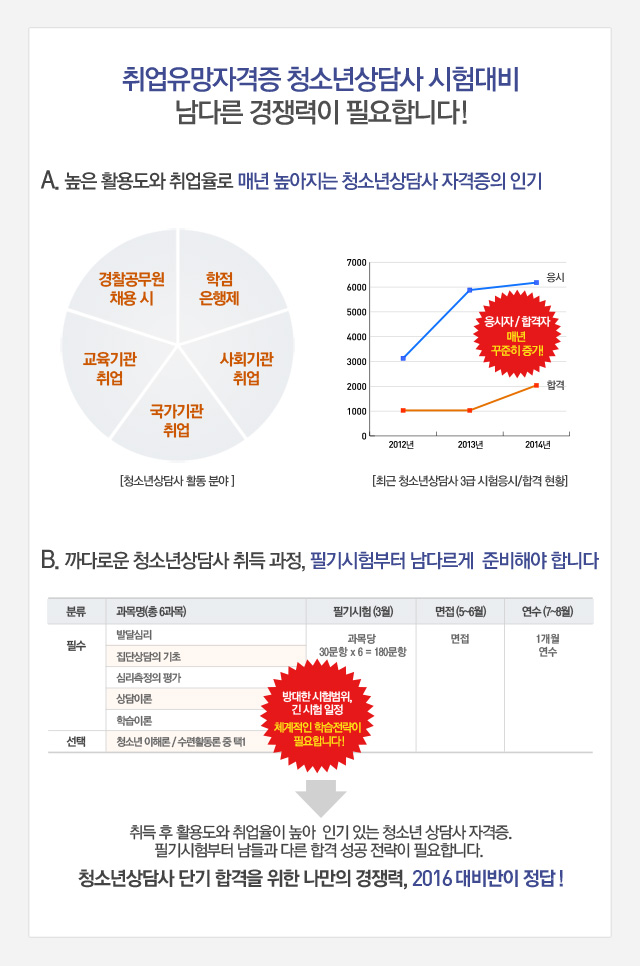 취업유망자격증 청소년상담사 시험대비
남다른 경쟁력이 필요합니다!
A. 높은 활용도와 취업율로 매년 높아지는 청소년상담사 자격증의 인기
경찰공무원
채용 시
학점
은행제
교육기관
취업
사회기관
취업
국가기관
취업
[청소년상담사 활동 분야 ]
7000
6000
5000
4000
3000
2000
1000
0
2012년
2013년
2014년
응시
합격
응시자 / 합격자
매년
꾸준히 증가!
[최근 청소년상담사 3급 시험응시/합격 현황]
B. 까다로운 청소년상담사 취득 과정, 필기시험부터 남다르게 준비해야 합니다
분류 과목명(총 6과목) 필기시험 (3월) 면접 (5~6월) 연수 (7~8월)
필수
발달심리
집단상담의 기초
심리측정의 평가
상담이론
학습이론
과목당
30문항 x 6 = 180문항
면접
1개월
연수
선택 청소년 이해론 / 수련활동론 중 택1
방대한 시험범위,
긴 시험 일정
체계적인 학습전략이
필요합니다!
취득 후 활용도와 취업율이 높아 인기 있는 청소년 상담사 자격증.
필기시험부터 남들과 다른 합격 성공 전략이 필요합니다.
청소년상담사 단기 합격을 위한 나만의 경쟁력, 2016 대비반이 정답 !